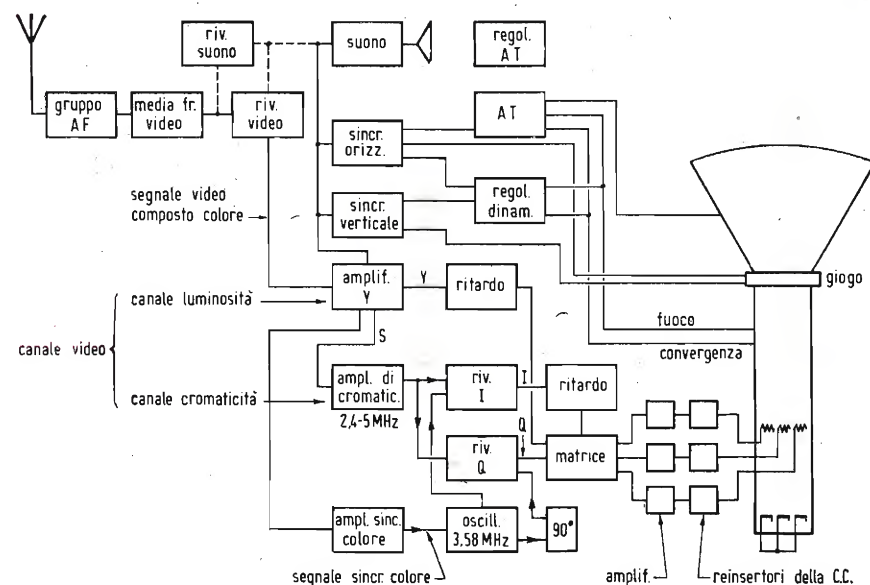 riv.
suono
suono
regol.
AT
gruppo
AF
media fr.
video
riv.
video
AT
sincr.
orizz.
segnale video
composto colore
sincr.
verticale
regol.
dinam.
giogo
amplif.
Y
Y
ritardo
canale luminosità
fuoco
canale video
S
convergenza
ampl. di
cromatic.
riv.
I
I
ritardo
canale cromaticità
2,4-5 MHz
riv.
Q
Q
matrice
ampl. sinc.
colore
oscill.
3,58 MHz
90°
segnale sincr. colore
amplif.
reinsertori della C.C.